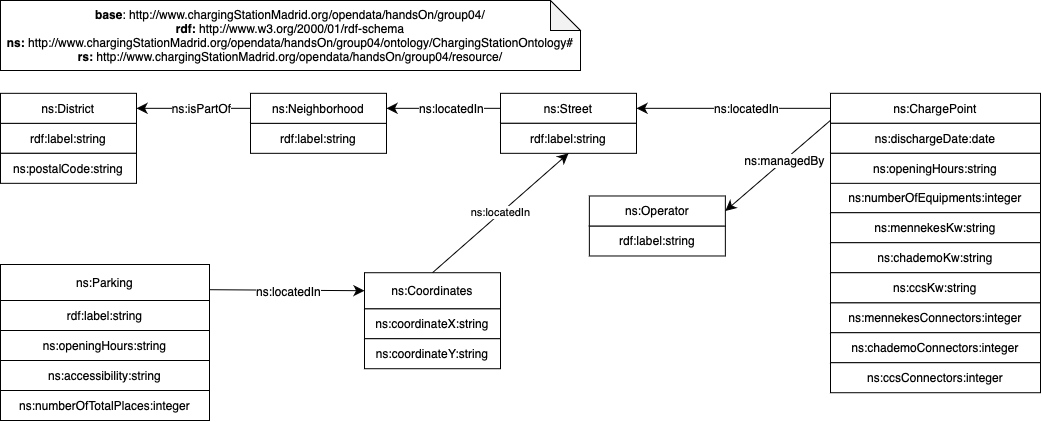 base: http://www.chargingStationMadrid.org/opendata/handsOn/group04/
rdf: http://www.w3.org/2000/01/rdf-schema
ns: http://www.chargingStationMadrid.org/opendata/handsOn/group04/ontology/ChargingStationOntology#
rs: http://www.chargingStationMadrid.org/opendata/handsOn/group04/resource/
ns:District
rdf:label:string
ns:postalCode:string
ns:isPartOf
ns:Neighborhood
rdf:label:string
ns:locatedIn
ns:Street
rdf:label:string
ns:locatedIn
ns:ChargePoint
ns:dischargeDate:date
ns:openingHours:string
ns:numberOfEquipments:integer
ns:mennekesKw:string
ns:chademoKw:string
ns:ccsKw:string
ns:mennekesConnectors:integer
ns:chademoConnectors:integer
ns:ccsConnectors:integer
ns:managedBy
ns:Operator
rdf:label:string
ns:locatedIn
ns:Parking
rdf:label:string
ns:openingHours:string
ns:accessibility:string
ns:numberOfTotalPlaces:integer
ns:locatedIn
ns:Coordinates
ns:coordinateX:string
ns:coordinateY:string